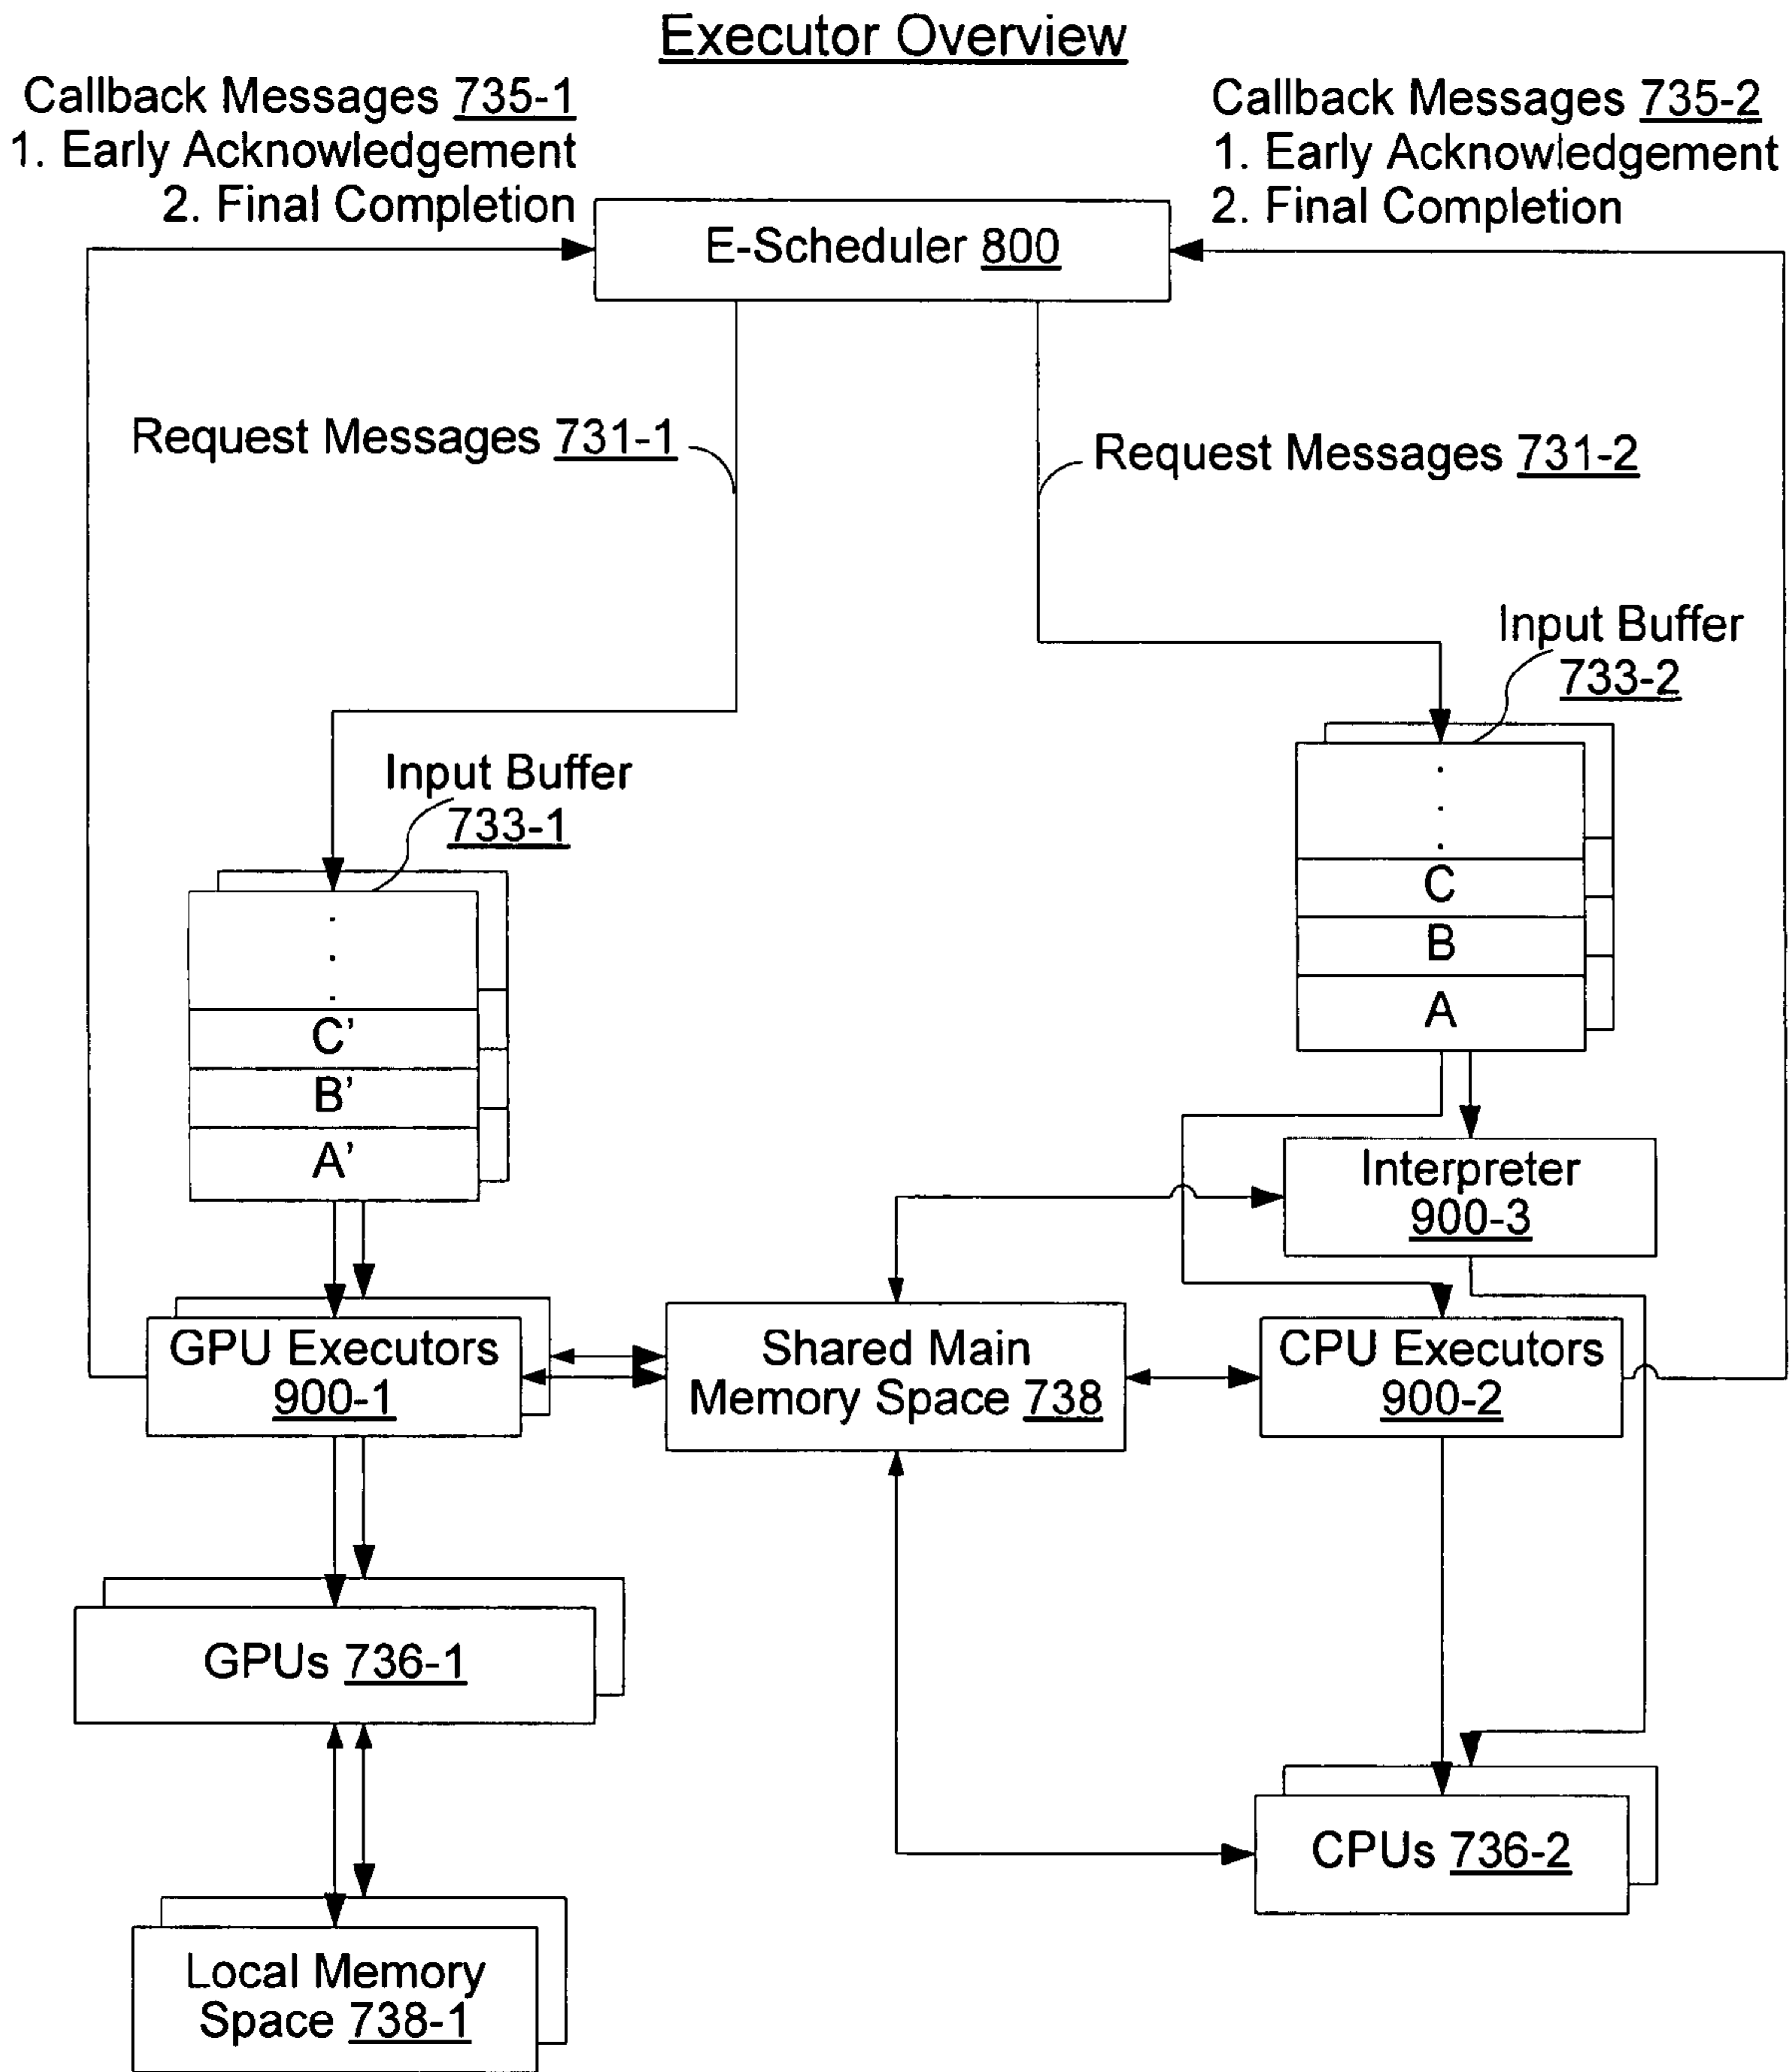 Executor Overview
Callback Messages 735-1
1. Early Acknowledgement
2. Final Completion
Callback Messages 735-2
1. Early Acknowledgement
2. Final Completion
E-Scheduler 800
Request Messages 731-1
Request Messages 731-2
Input Buffer
733-2
Input Buffer
733-1
.
.
.
C
B
A
.
.
.
C’
B’
A’
Interpreter
900-3
GPU Executors
900-1
Shared Main
Memory Space 738
CPU Executors
900-2
GPUs 736-1
CPUs 736-2
Local Memory
Space 738-1